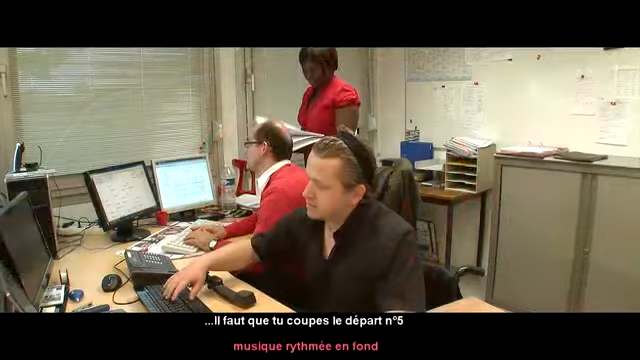 ...Il faut que tu coupes le départ n°5
musique rythmée en fond